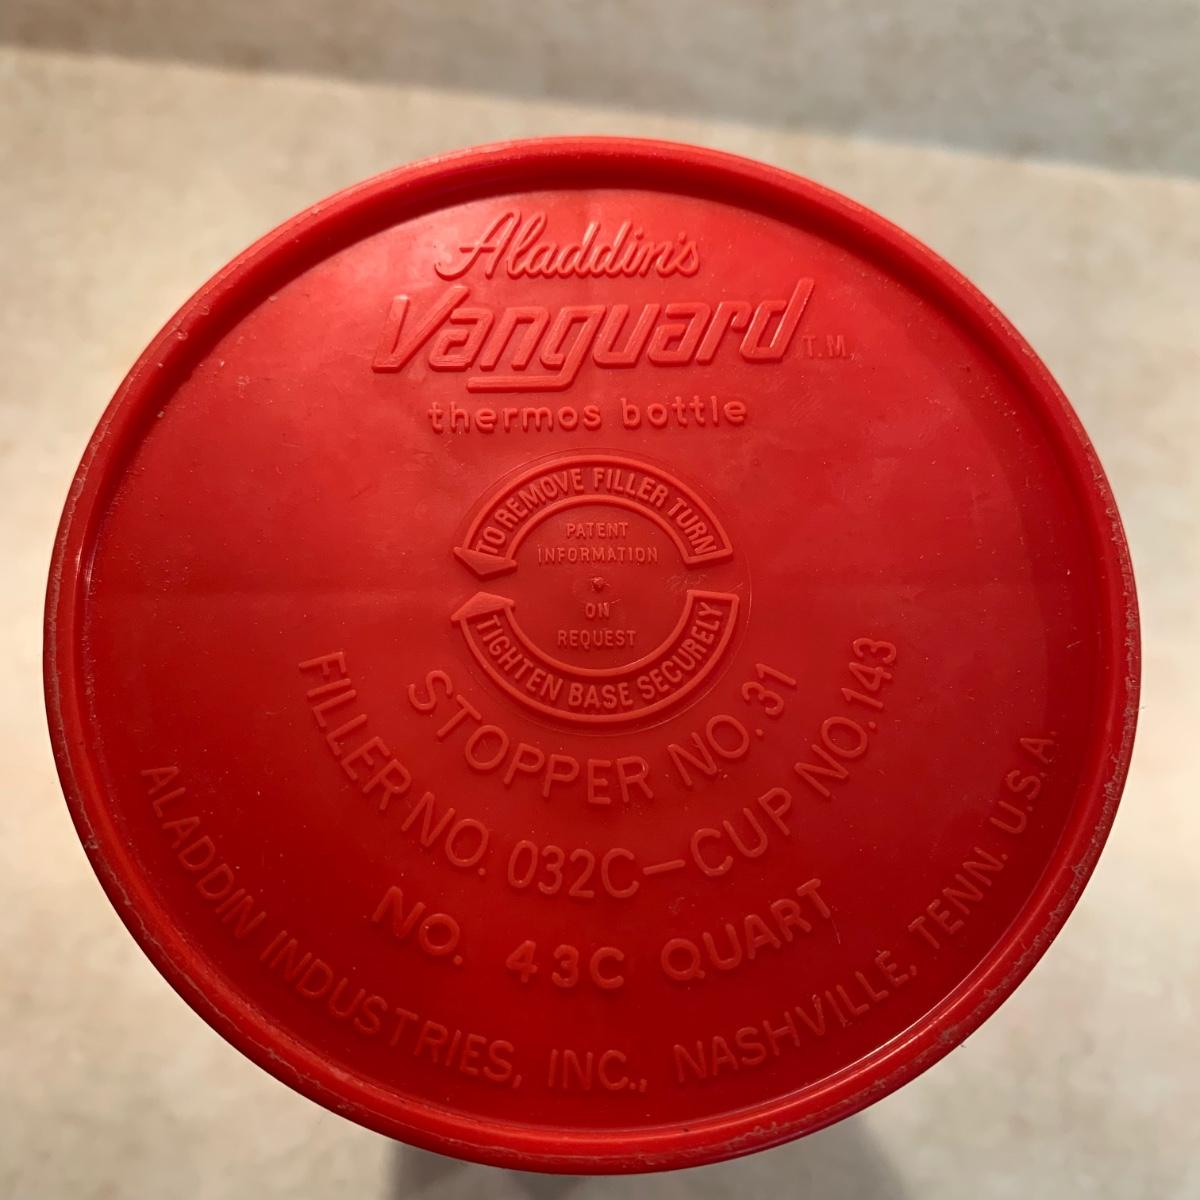 Aladdin's
Vanguard T.M.
thermos bottle
TO REMOVE FILLER TURN
PATENT
INFORMATION
ON
REQUEST
TIGHTEN BASE SECURELY
STOPPER NO. 31
FILLER NO. 032C-CUP NO. 143
NO. 43C QUART
ALADDIN INDUSTRIES, INC., NASHVILLE, TENN. U.S.A.